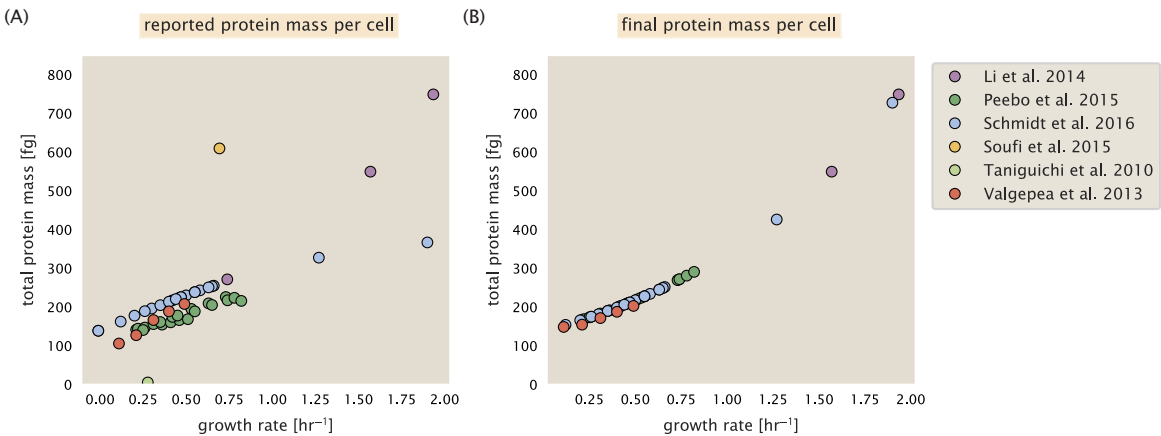 (A)
reported protein mass per cell
800
700
600
500
400
300
200
100
0
total protein mass [fg]
0.00 0.25 0.50 0.75 1.00 1.25 1.50 1.75 2.00
growth rate [hr⁻¹]
(B)
final protein mass per cell
800
700
600
500
400
300
200
100
0
total protein mass [fg]
0.25 0.50 0.75 1.00 1.25 1.50 1.75 2.00
growth rate [hr⁻¹]
Li et al. 2014
Peebo et al. 2015
Schmidt et al. 2016
Soufi et al. 2015
Taniguchi et al. 2010
Valgepea et al. 2013